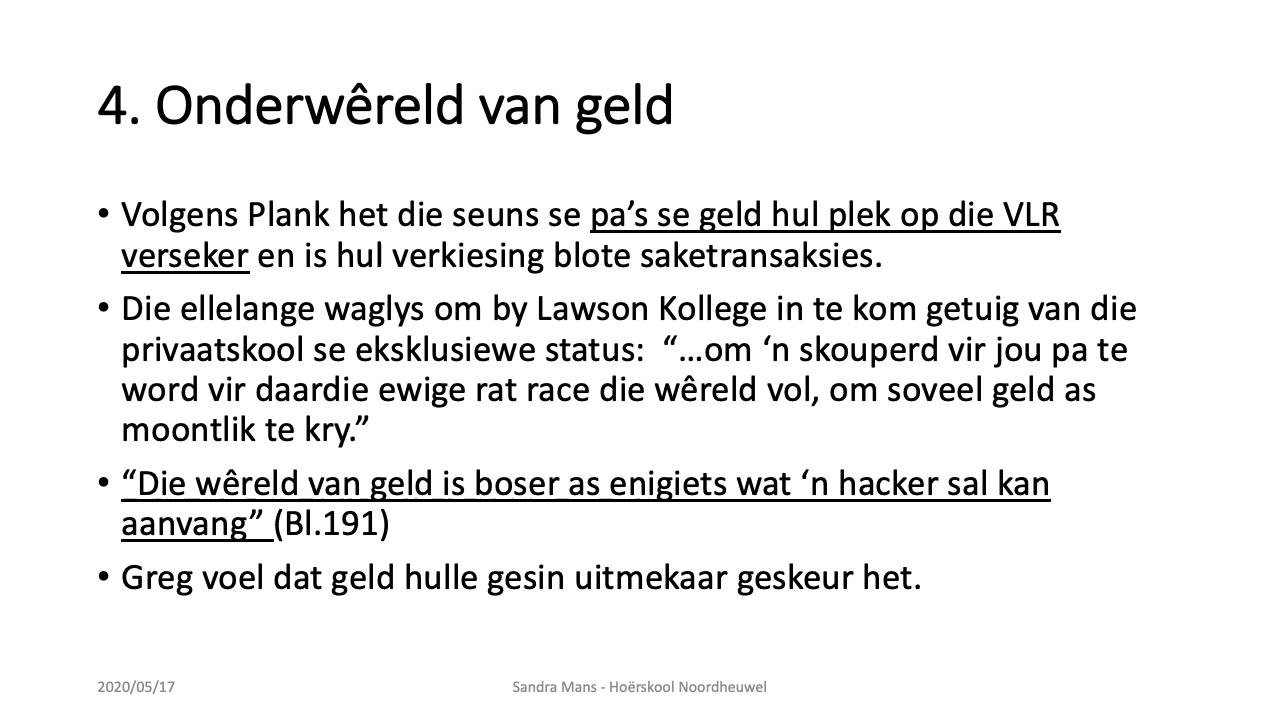 4. Onderwêreld van geld
• Volgens Plank het die seuns se pa’s se geld hul plek op die VLR
verseker en is hul verkiesing blote saketransaksies.
• Die ellelange waglys om by Lawson Kollege in te kom getuig van die
privaatskool se eksklusiewe status:  “…om ‘n skouperd vir jou pa te
word vir daardie ewige rat race die wêreld vol, om soveel geld as
moontlik te kry.”
• “Die wêreld van geld is boser as enigiets wat ‘n hacker sal kan
aanvang” (Bl.191)
• Greg voel dat geld hulle gesin uitmekaar geskeur het.
2020/05/17
Sandra Mans - Hoërskool Noordheuwel